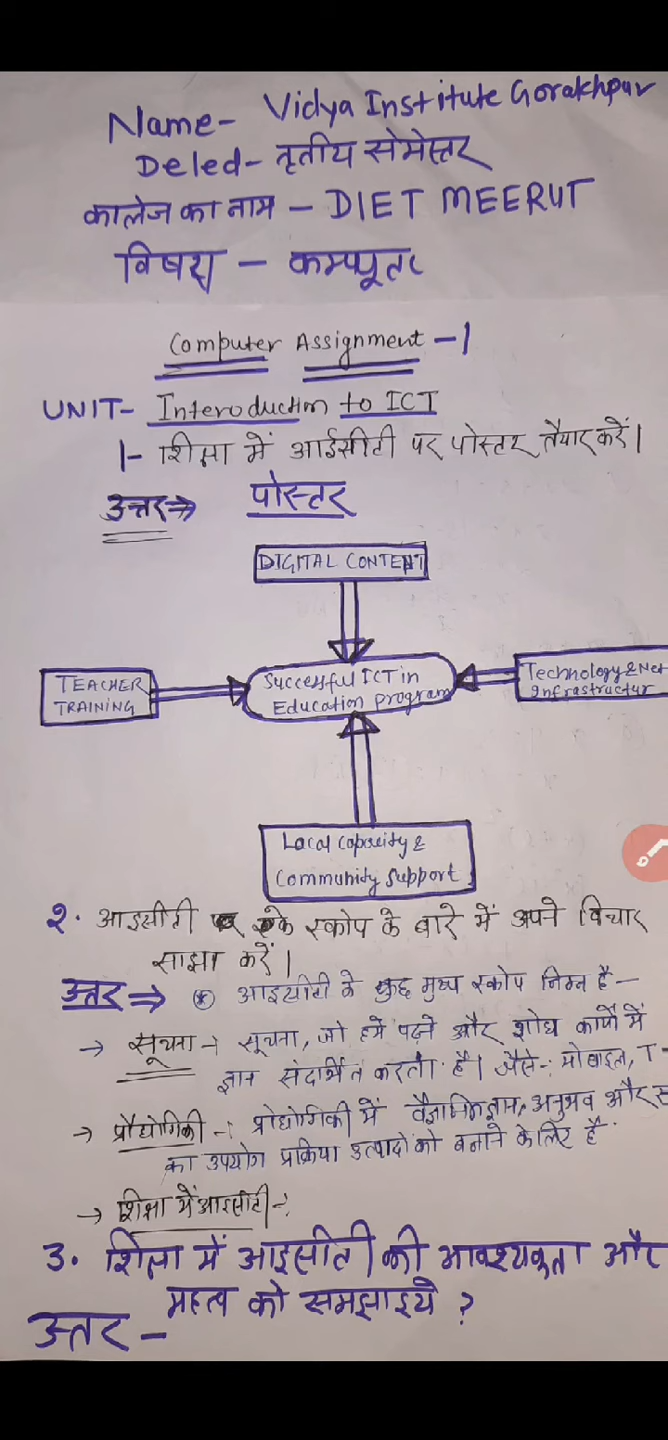 Name- Vidya Institute Gorakhpur
Deled- तृतीय सेमेस्टर
कालेज का नाम - DIET MEERUT
विषय - कम्प्यूटर
Computer Assignment -1
UNIT- Interoduction to ICT
1- शिक्षा में आईसीटी पर पोस्टर तैयार करें।
उत्तर⇒ पोस्टर
DIGITAL CONTENT
TEACHER
TRAINING
Successful ICT in
Education program
Technology & Net
Infrastructur
Local Capacity &
Community Support
२. आइसीटी के स्कोप के बारे में अपने विचार
साझा करें।
उत्तर ⇒ आइसीटी के कुछ मुख्य स्कोप निम्न है-
→ सूचना → सूचना, जो हमें पढ़ने और शोध कार्यो में
ज्ञान संदर्भित करता है। जैसे-: मोबाइल, T-
→ प्रौद्योगिकी -: प्रोद्योगिकी में वैज्ञानिक ज्ञान, अनुभव और स
का उपयोग प्रक्रिया उत्पादो को बनाने के लिए है
→ शिक्षा में आइसीटी -:
3. शिक्षा में आइसीटी की आवश्यकता और
महत्व को समझाइये ?
उत्तर -